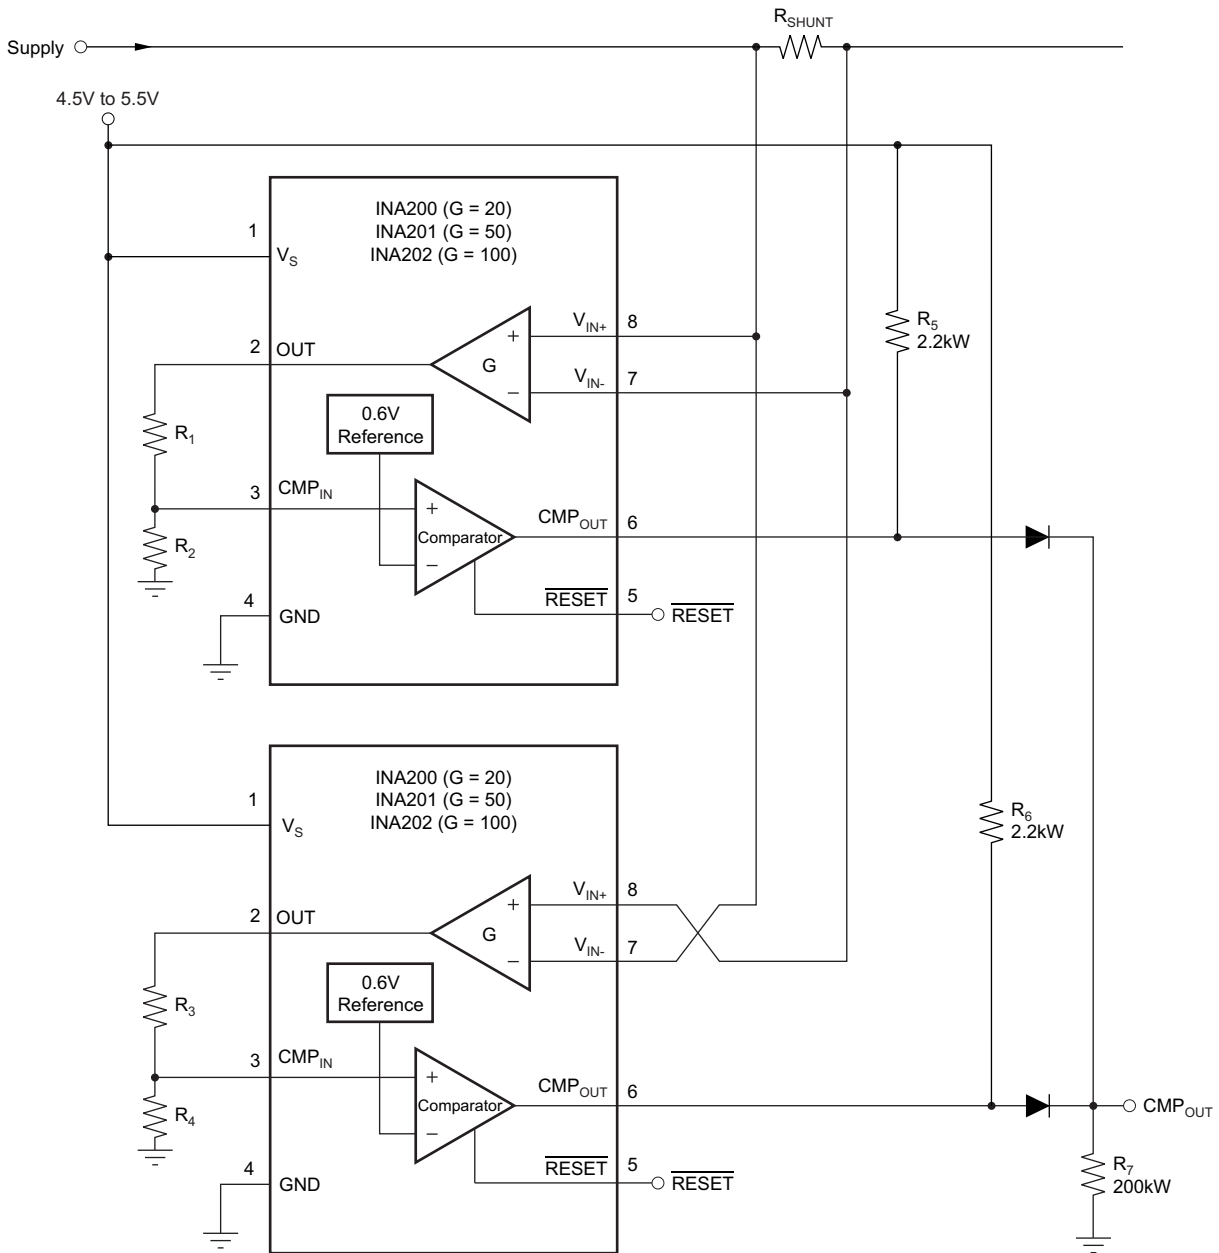 R_SHUNT
Supply
4.5V to 5.5V
INA200 (G = 20)
INA201 (G = 50)
INA202 (G = 100)
1
V_S
V_IN+ 8
2 OUT
G
+
−
V_IN- 7
R_5
2.2kW
0.6V
Reference
R_1
3 CMP_IN
+
Comparator
−
CMP_OUT 6
R_2
4 GND
RESET 5 RESET
INA200 (G = 20)
INA201 (G = 50)
INA202 (G = 100)
1
V_S
R_6
2.2kW
V_IN+ 8
2 OUT
G
+
−
V_IN- 7
0.6V
Reference
R_3
3 CMP_IN
+
Comparator
−
CMP_OUT 6
CMP_OUT
R_4
4 GND
RESET 5 RESET
R_7
200kW